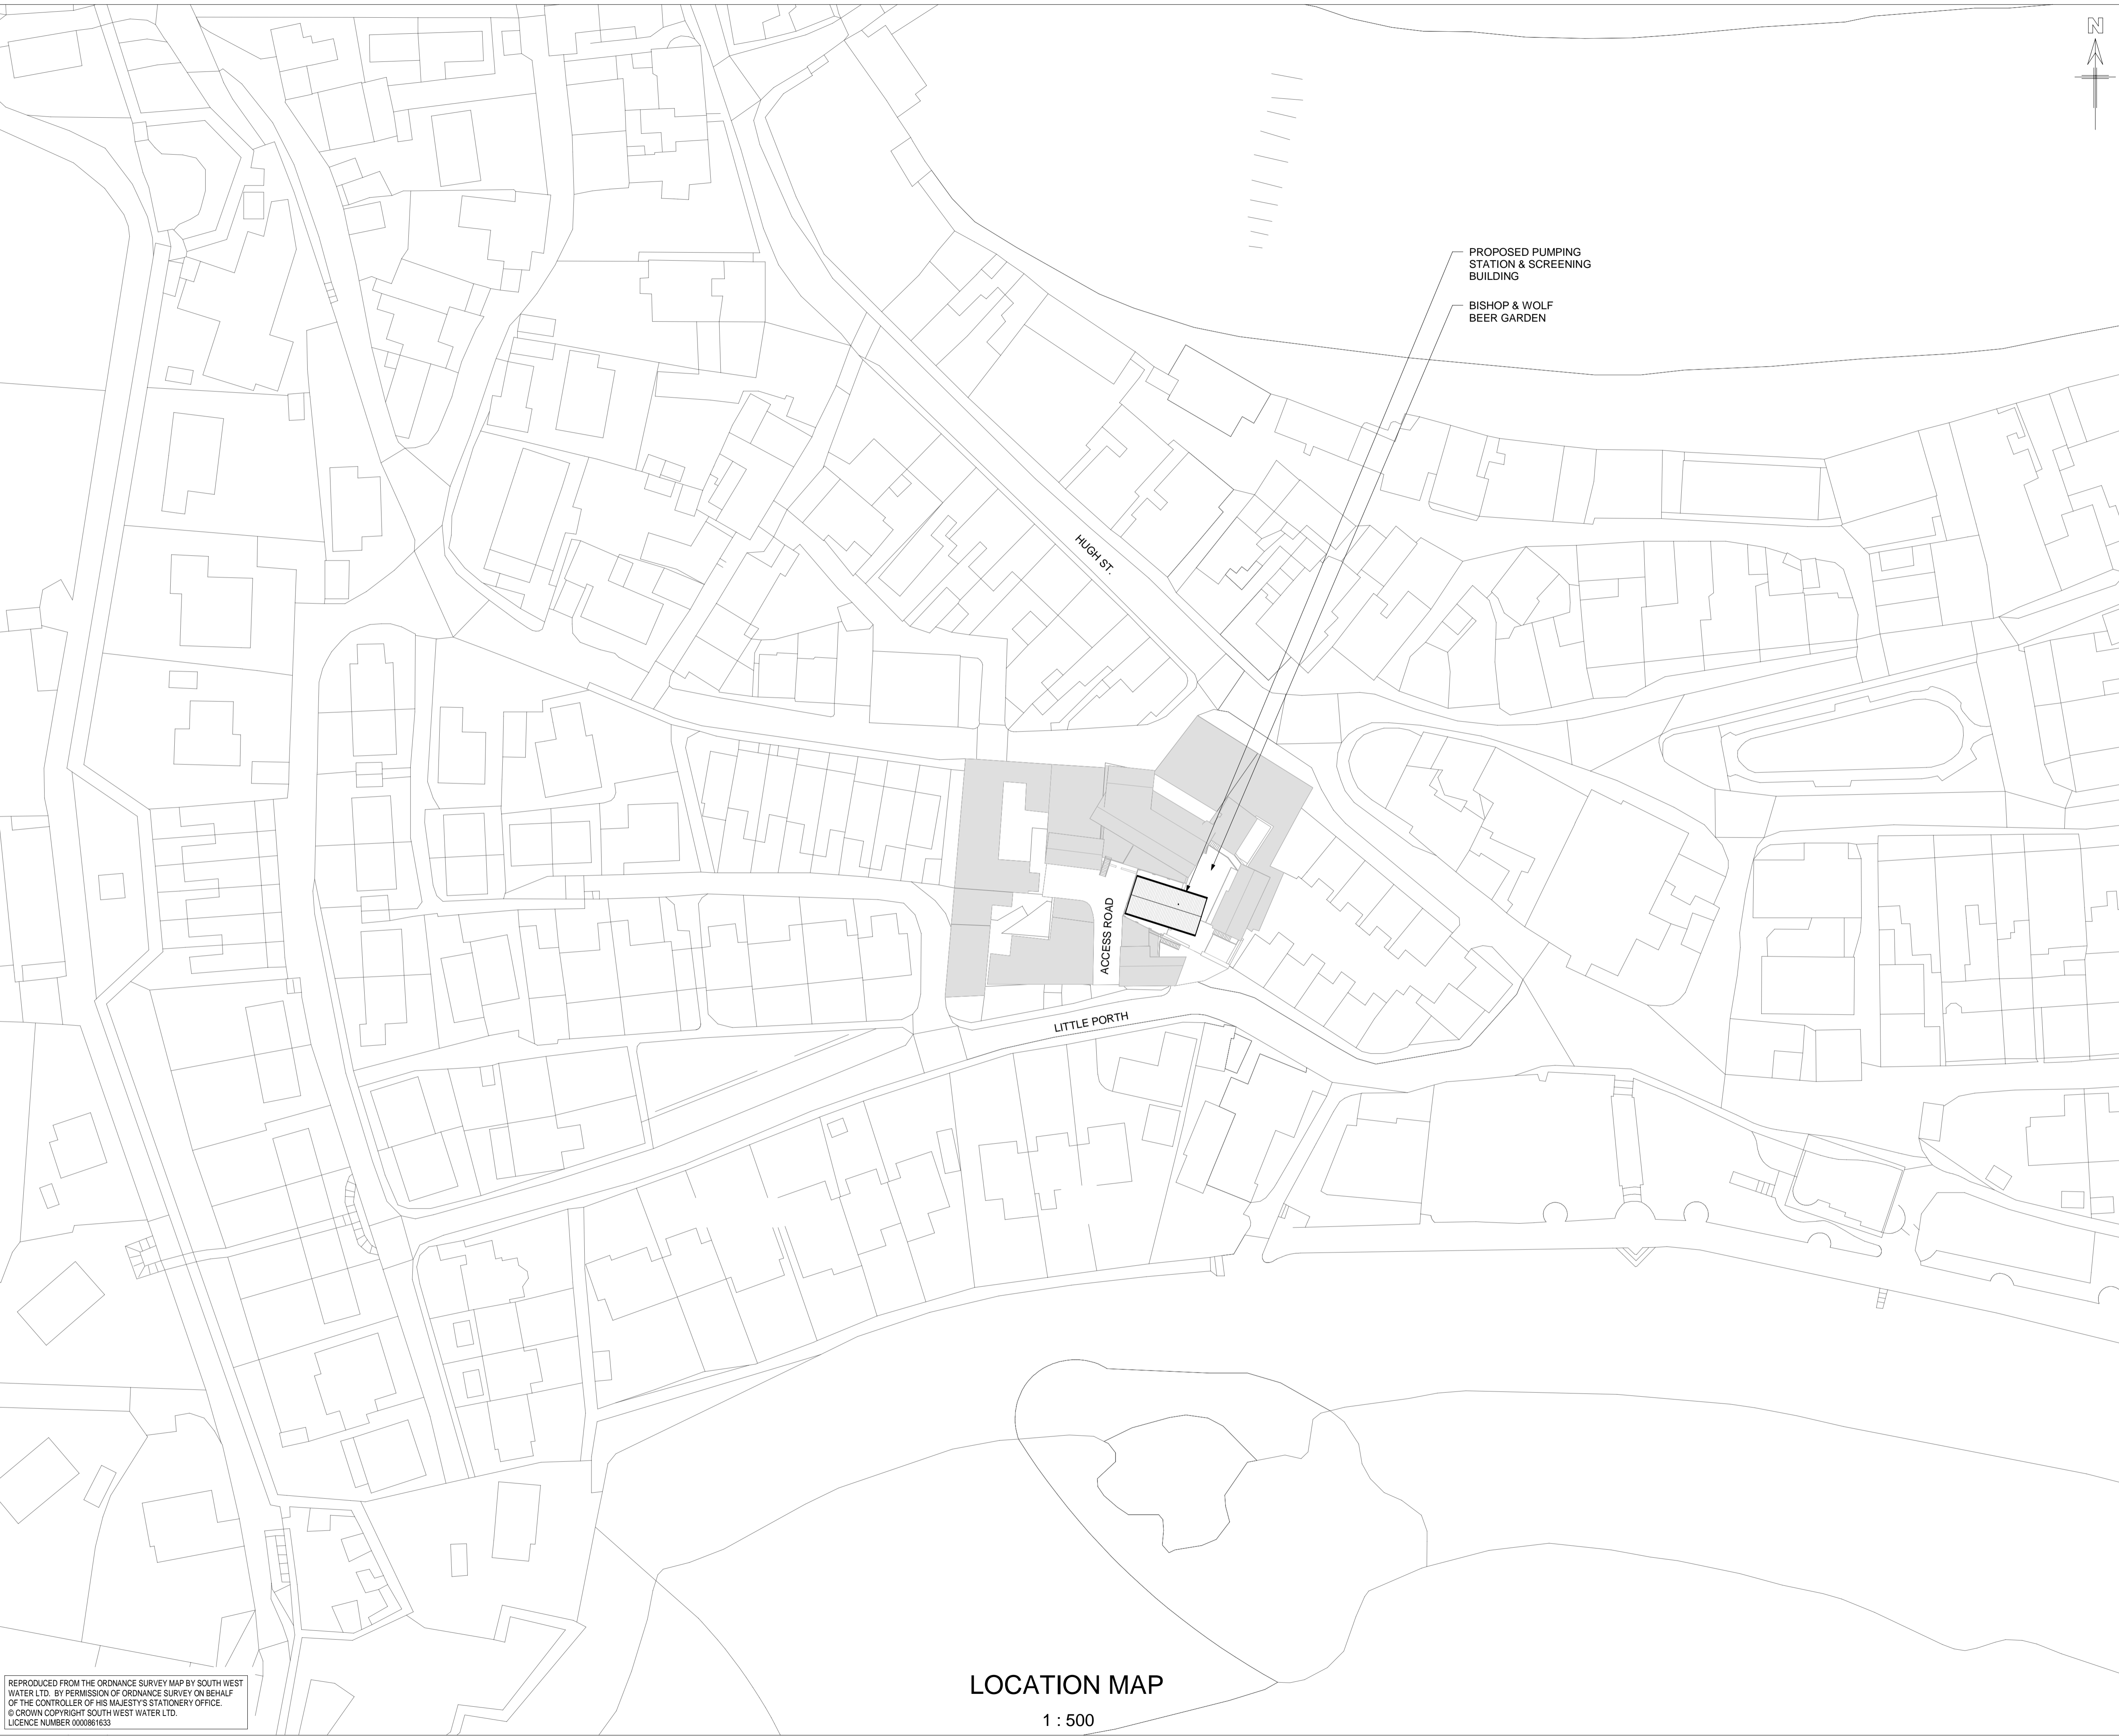 N
PROPOSED PUMPING
STATION & SCREENING
BUILDING
BISHOP & WOLF
BEER GARDEN
HUGH ST.
ACCESS ROAD
LITTLE PORTH
REPRODUCED FROM THE ORDNANCE SURVEY MAP BY SOUTH WEST
WATER LTD. BY PERMISSION OF ORDNANCE SURVEY ON BEHALF
OF THE CONTROLLER OF HIS MAJESTY'S STATIONERY OFFICE.
© CROWN COPYRIGHT SOUTH WEST WATER LTD.
LICENCE NUMBER 0000861633
LOCATION MAP
1 : 500